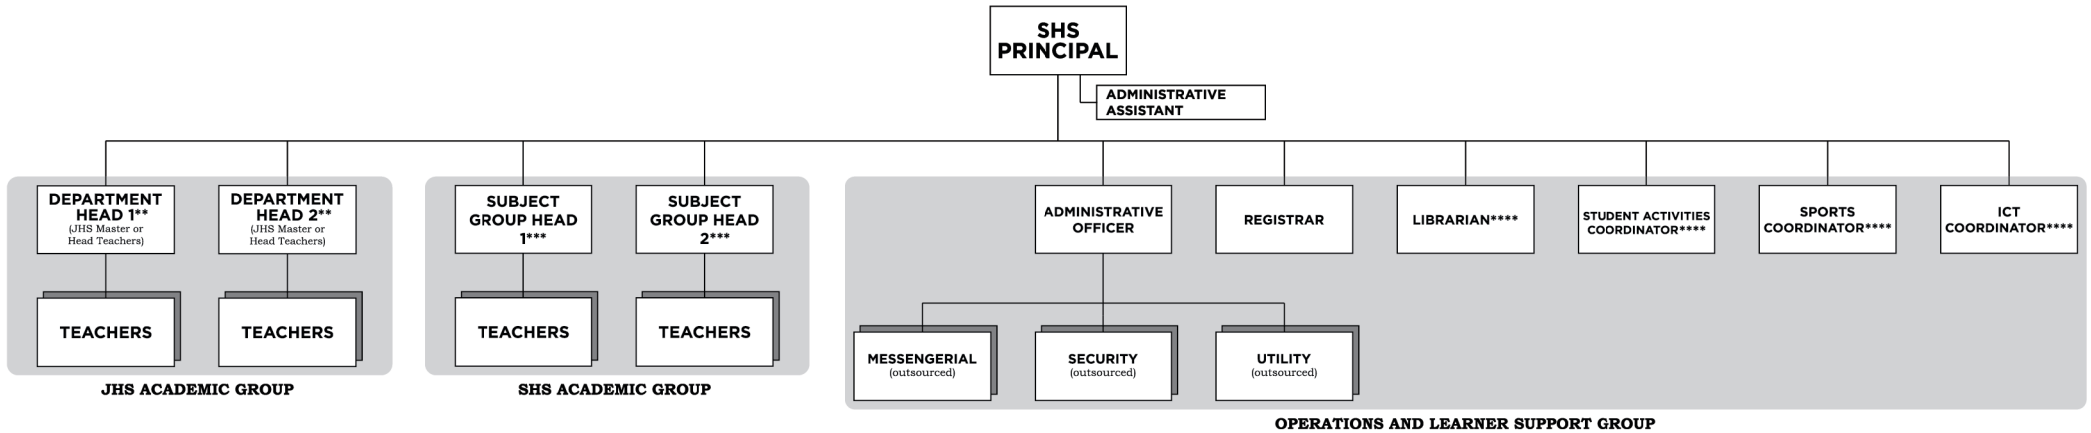 SHS
PRINCIPAL
ADMINISTRATIVE
ASSISTANT
DEPARTMENT
HEAD 1**
(JHS Master or
Head Teachers)
DEPARTMENT
HEAD 2**
(JHS Master or
Head Teachers)
SUBJECT
GROUP HEAD
1***
SUBJECT
GROUP HEAD
2***
ADMINISTRATIVE
OFFICER
REGISTRAR
LIBRARIAN****
STUDENT ACTIVITIES
COORDINATOR****
SPORTS
COORDINATOR****
ICT
COORDINATOR****
TEACHERS
TEACHERS
TEACHERS
TEACHERS
MESSENGERIAL
(outsourced)
SECURITY
(outsourced)
UTILITY
(outsourced)
JHS ACADEMIC GROUP
SHS ACADEMIC GROUP
OPERATIONS AND LEARNER SUPPORT GROUP